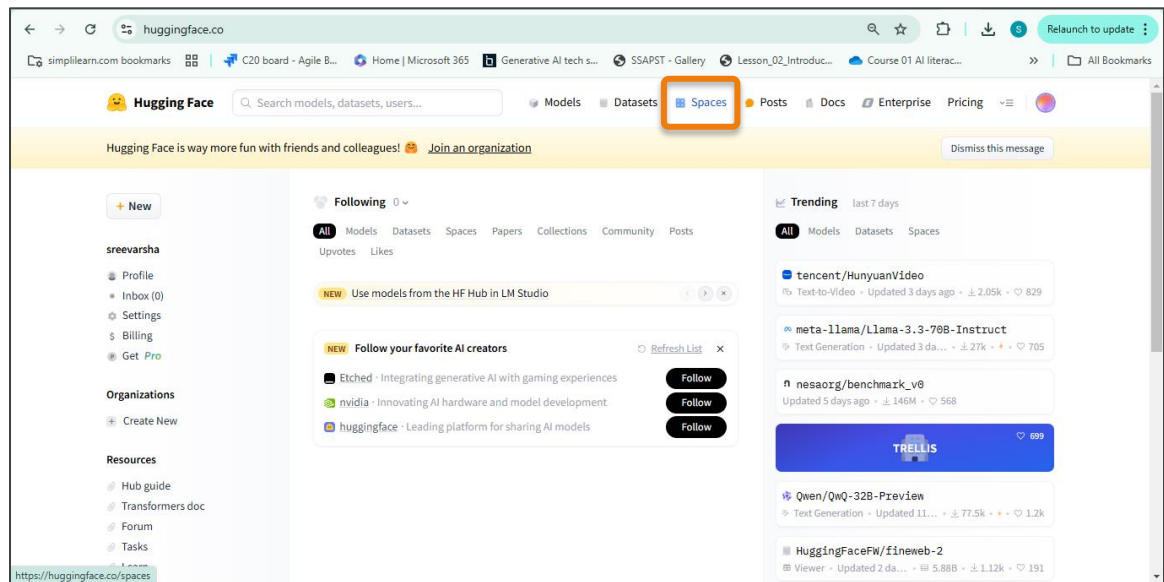 huggingface.co
S
Relaunch to update
simplilearn.com bookmarks
C20 board - Agile B...
Home | Microsoft 365
Generative AI tech s...
SSAPST - Gallery
Lesson_02_Introduc...
Course 01 AI literac...
»
All Bookmarks
Hugging Face
Search models, datasets, users...
Models
Datasets
Spaces
Posts
Docs
Enterprise
Pricing
Hugging Face is way more fun with friends and colleagues! 🤗 Join an organization
Dismiss this message
+ New
sreevarsha
Profile
Inbox (0)
Settings
$ Billing
Get Pro
Organizations
+ Create New
Resources
Hub guide
Transformers doc
Forum
Tasks
https://huggingface.co/spaces
Following 0
All Models Datasets Spaces Papers Collections Community Posts
Upvotes Likes
NEW Use models from the HF Hub in LM Studio
NEW Follow your favorite AI creators
Refresh List ×
Etched · Integrating generative AI with gaming experiences
Follow
nvidia · Innovating AI hardware and model development
Follow
huggingface · Leading platform for sharing AI models
Follow
Trending last 7 days
All Models Datasets Spaces
tencent/HunyuanVideo
Text-to-Video • Updated 3 days ago • 2.05k • ♡ 829
meta-llama/Llama-3.3-70B-Instruct
Text Generation • Updated 3 da... • 27k • ♡ 705
nesaorg/benchmark_v0
Updated 5 days ago • 146M • ♡ 568
TRELLIS
♡ 699
Qwen/QwQ-32B-Preview
Text Generation • Updated 11... • 77.5k • ♡ 1.2k
HuggingFaceFW/fineweb-2
Viewer • Updated 2 da... • 5.88B • 1.12k • ♡ 191